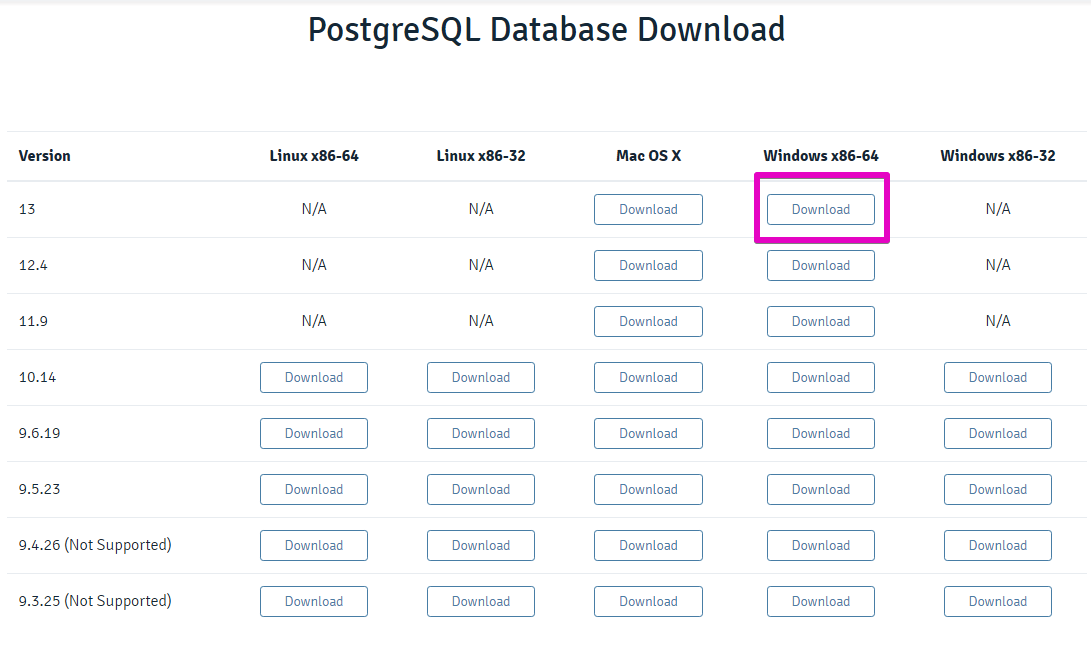 PostgreSQL Database Download
Version Linux x86-64 Linux x86-32 Mac OS X Windows x86-64 Windows x86-32
13 N/A N/A Download Download N/A
12.4 N/A N/A Download Download N/A
11.9 N/A N/A Download Download N/A
10.14 Download Download Download Download Download
9.6.19 Download Download Download Download Download
9.5.23 Download Download Download Download Download
9.4.26 (Not Supported) Download Download Download Download Download
9.3.25 (Not Supported) Download Download Download Download Download